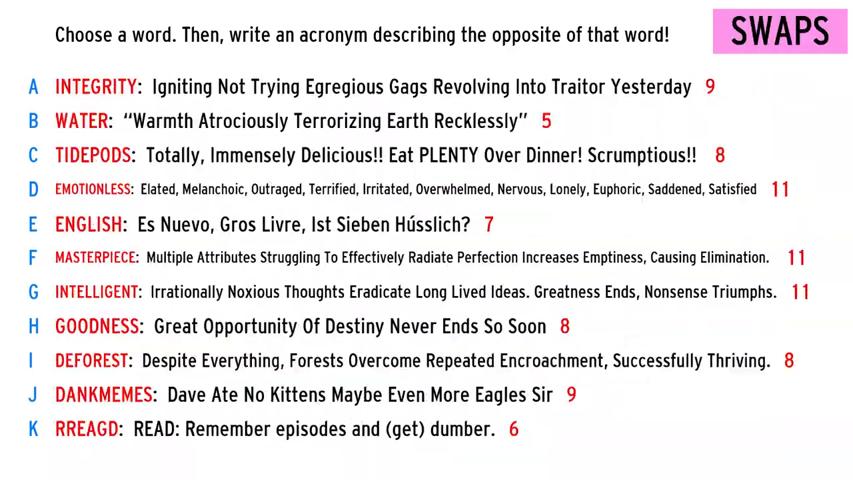 Choose a word. Then, write an acronym describing the opposite of that word!
SWAPS
A INTEGRITY: Igniting Not Trying Egregious Gags Revolving Into Traitor Yesterday 9
B WATER: “Warmth Atrociously Terrorizing Earth Recklessly” 5
C TIDEPODS: Totally, Immensely Delicious!! Eat PLENTY Over Dinner! Scrumptious!! 8
D EMOTIONLESS: Elated, Melanchoic, Outraged, Terrified, Irritated, Overwhelmed, Nervous, Lonely, Euphoric, Saddened, Satisfied 11
E ENGLISH: Es Nuevo, Gros Livre, Ist Sieben Hússlich? 7
F MASTERPIECE: Multiple Attributes Struggling To Effectively Radiate Perfection Increases Emptiness, Causing Elimination. 11
G INTELLIGENT: Irrationally Noxious Thoughts Eradicate Long Lived Ideas. Greatness Ends, Nonsense Triumphs. 11
H GOODNESS: Great Opportunity Of Destiny Never Ends So Soon 8
I DEFOREST: Despite Everything, Forests Overcome Repeated Encroachment, Successfully Thriving. 8
J DANKMEMES: Dave Ate No Kittens Maybe Even More Eagles Sir 9
K RREAGD: READ: Remember episodes and (get) dumber. 6